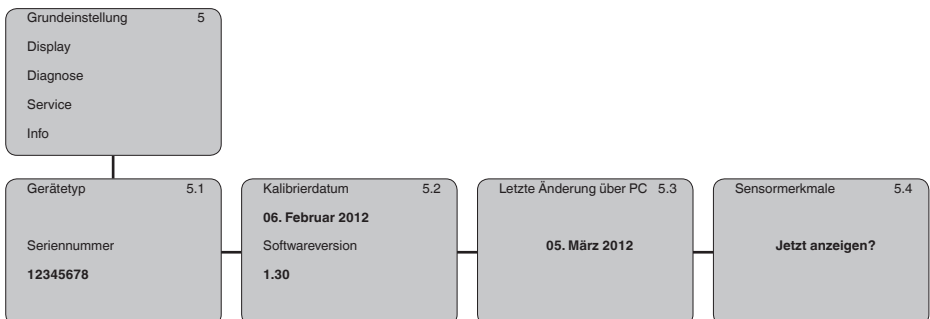 Grundeinstellung 5
Display
Diagnose
Service
Info
Gerätetyp 5.1
Seriennummer
12345678
Kalibrierdatum 5.2
06. Februar 2012
Softwareversion
1.30
Letzte Änderung über PC 5.3
05. März 2012
Sensormerkmale 5.4
Jetzt anzeigen?